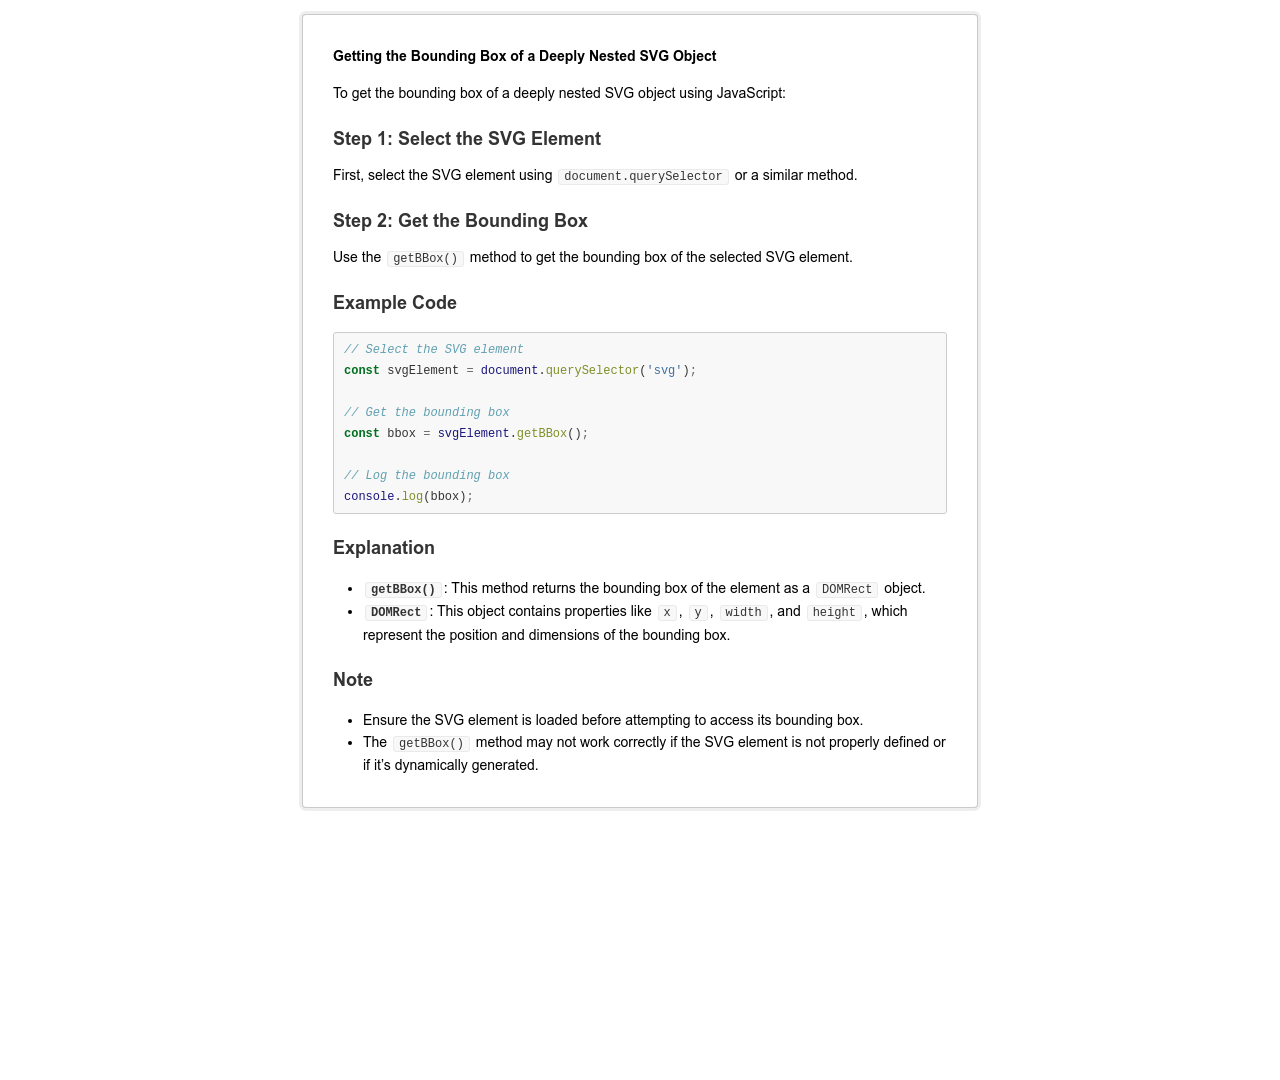 Getting the Bounding Box of a Deeply Nested SVG Object
To get the bounding box of a deeply nested SVG object using JavaScript:
Step 1: Select the SVG Element
First, select the SVG element using document.querySelector or a similar method.
Step 2: Get the Bounding Box
Use the getBBox() method to get the bounding box of the selected SVG element.
Example Code
// Select the SVG element
const svgElement = document.querySelector('svg');
// Get the bounding box
const bbox = svgElement.getBBox();
// Log the bounding box
console.log(bbox);
Explanation
• getBBox(): This method returns the bounding box of the element as a DOMRect object.
• DOMRect: This object contains properties like x, y, width, and height, which
represent the position and dimensions of the bounding box.
Note
• Ensure the SVG element is loaded before attempting to access its bounding box.
• The getBBox() method may not work correctly if the SVG element is not properly defined or
if it's dynamically generated.